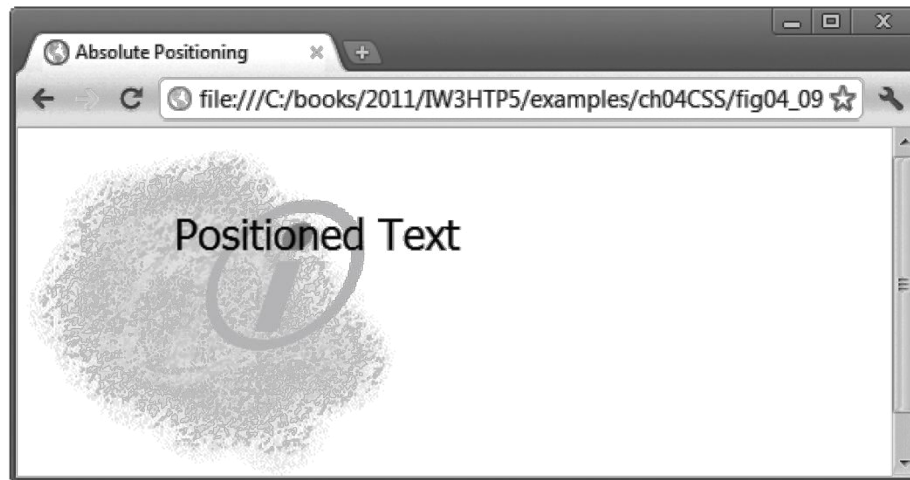 Absolute Positioning
file:///C:/books/2011/IW3HTP5/examples/ch04CSS/fig04_09
Positioned Text
i